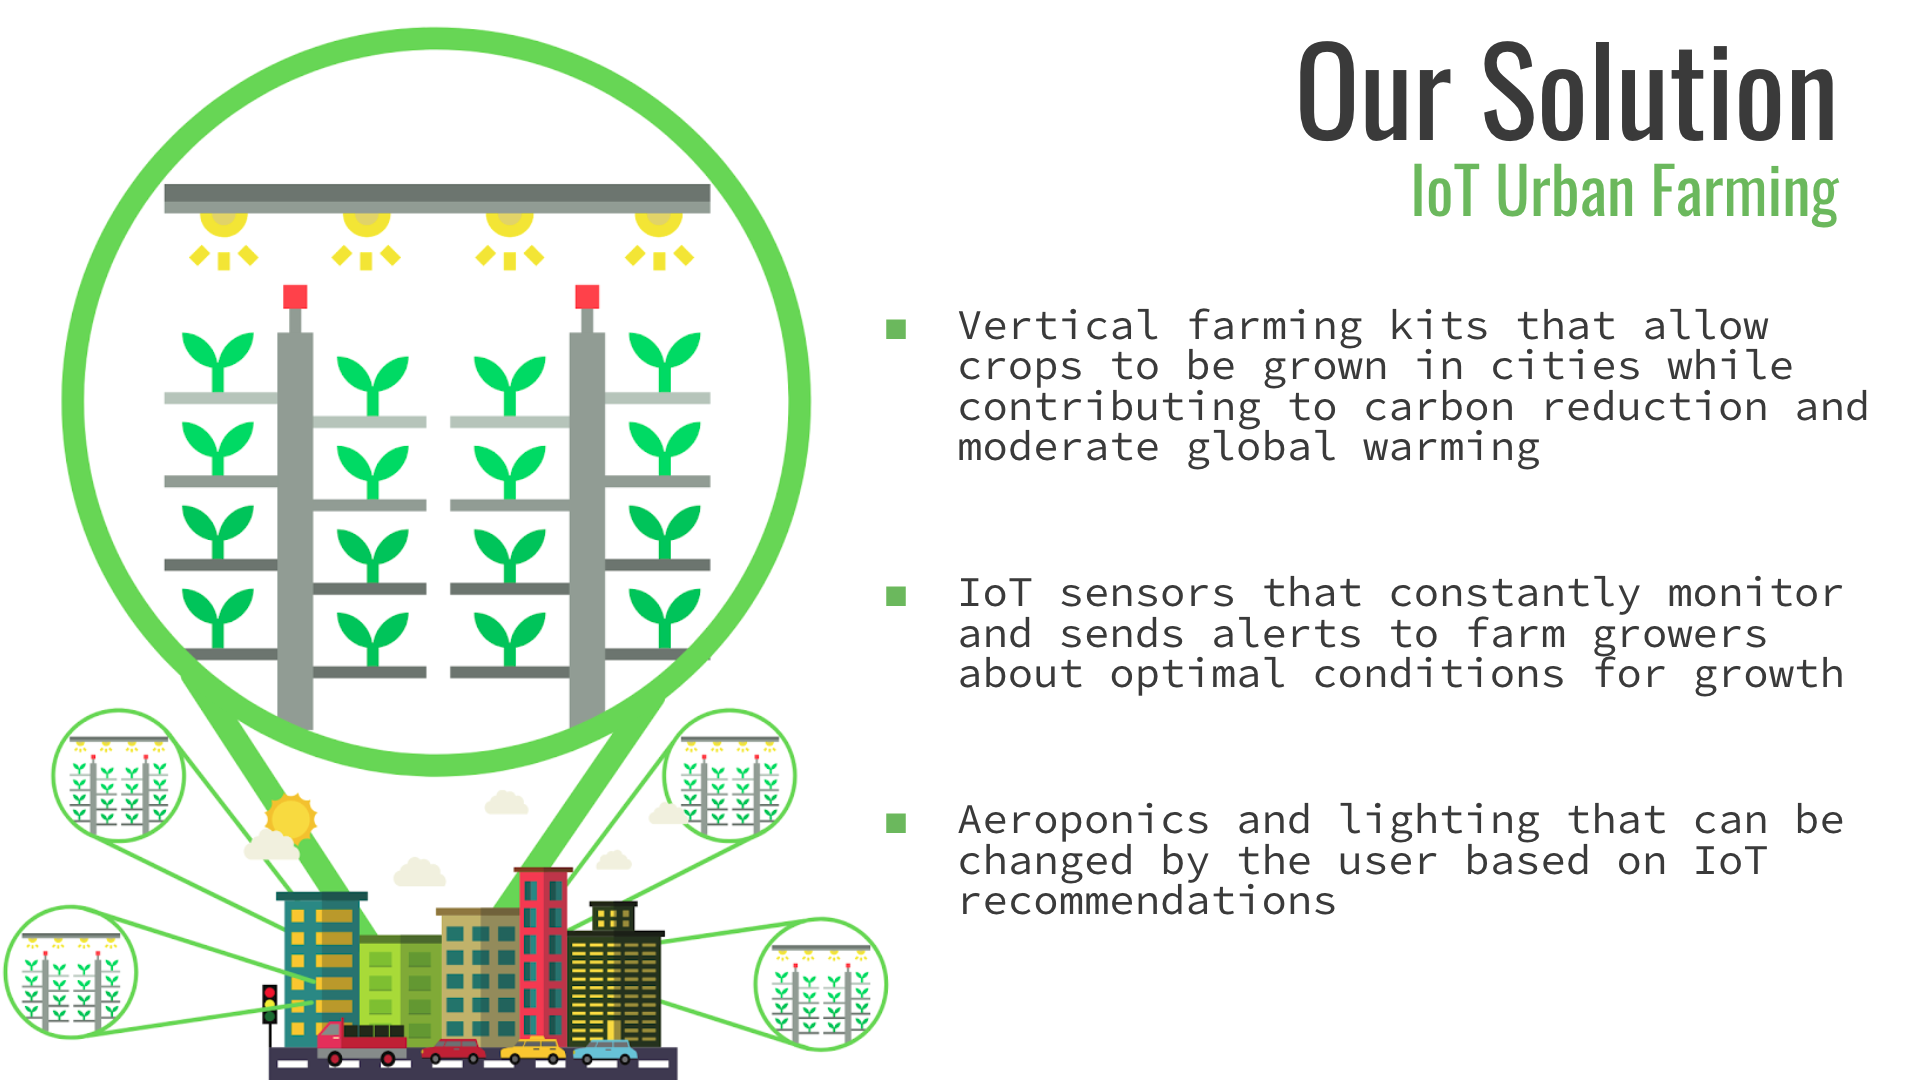 Our Solution
IoT Urban Farming
Vertical farming kits that allow
crops to be grown in cities while
contributing to carbon reduction and
moderate global warming
IoT sensors that constantly monitor
and sends alerts to farm growers
about optimal conditions for growth
Aeroponics and lighting that can be
changed by the user based on IoT
recommendations